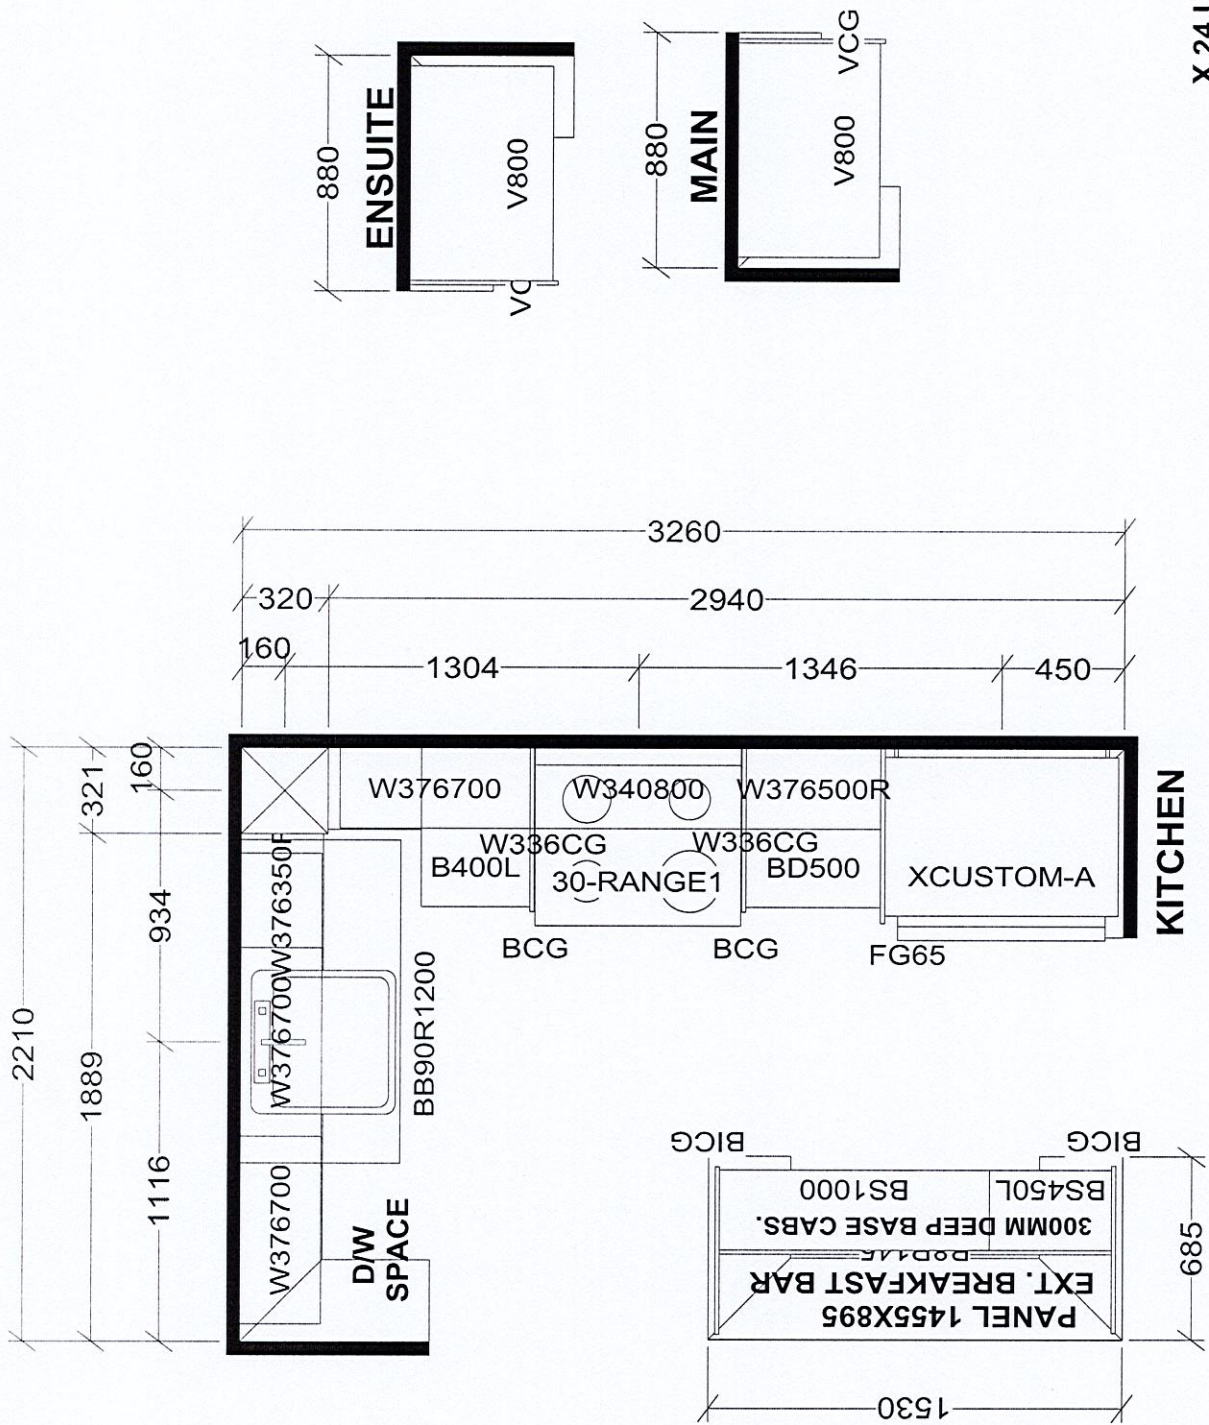 X 24 U
880
ENSUITE
V800
880
MAIN
V800
VCG
3260
320
2940
160
1304
1346
450
2210
321
1889
160
934
1116
W376700
W340800
W376500R
W336CG
W336CG
B400L
30-RANGE1
BD500
XCUSTOM-A
BCG
BCG
FG65
KITCHEN
W376700
W376700
BB90R1200
D/W
SPACE
BICG
BICG
BS1000
BS450L
300MM DEEP BASE CABS.
EXT. BREAKFAST BAR
PANEL 1455X895
685
1530